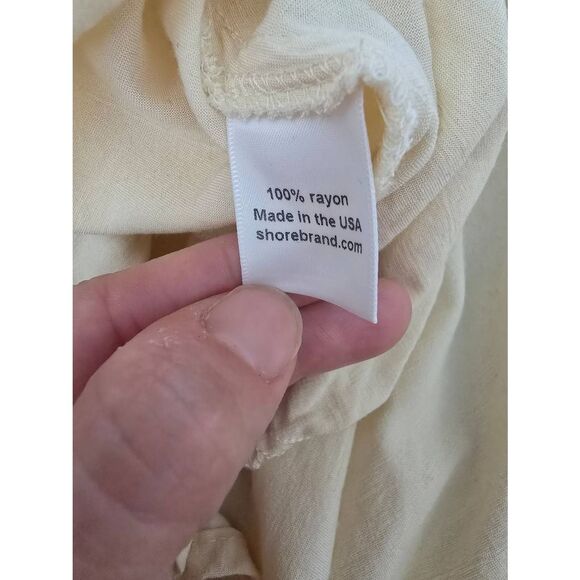 100% rayon
Made in the USA
shorebrand.com